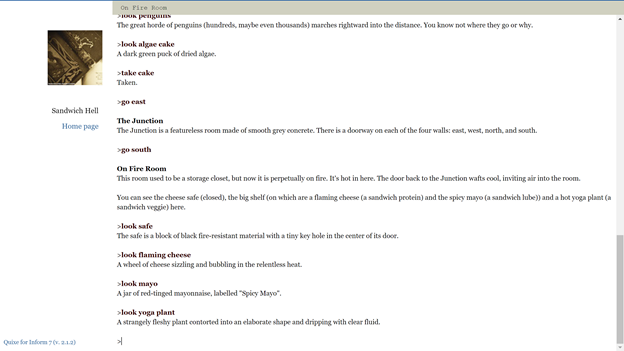 On Fire Room
>look penguins
The great horde of penguins (hundreds, maybe even thousands) marches rightward into the distance. You know not where they go or why.
>look algae cake
A dark green puck of dried algae.
>take cake
Taken.
>go east
The Junction
The Junction is a featureless room made of smooth grey concrete. There is a doorway on each of the four walls: east, west, north, and south.
>go south
On Fire Room
This room used to be a storage closet, but now it is perpetually on fire. It's hot in here. The door back to the Junction wafts cool, inviting air into the room.
You can see the cheese safe (closed), the big shelf (on which are a flaming cheese (a sandwich protein) and the spicy mayo (a sandwich lube)) and a hot yoga plant (a
sandwich veggie) here.
>look safe
The safe is a block of black fire-resistant material with a tiny key hole in the center of its door.
>look flaming cheese
A wheel of cheese sizzling and bubbling in the relentless heat.
>look mayo
A jar of red-tinged mayonnaise, labelled "Spicy Mayo".
>look yoga plant
A strangely fleshy plant contorted into an elaborate shape and dripping with clear fluid.
>
Sandwich Hell
Home page
Quixe for Inform 7 (v. 2.1.2)